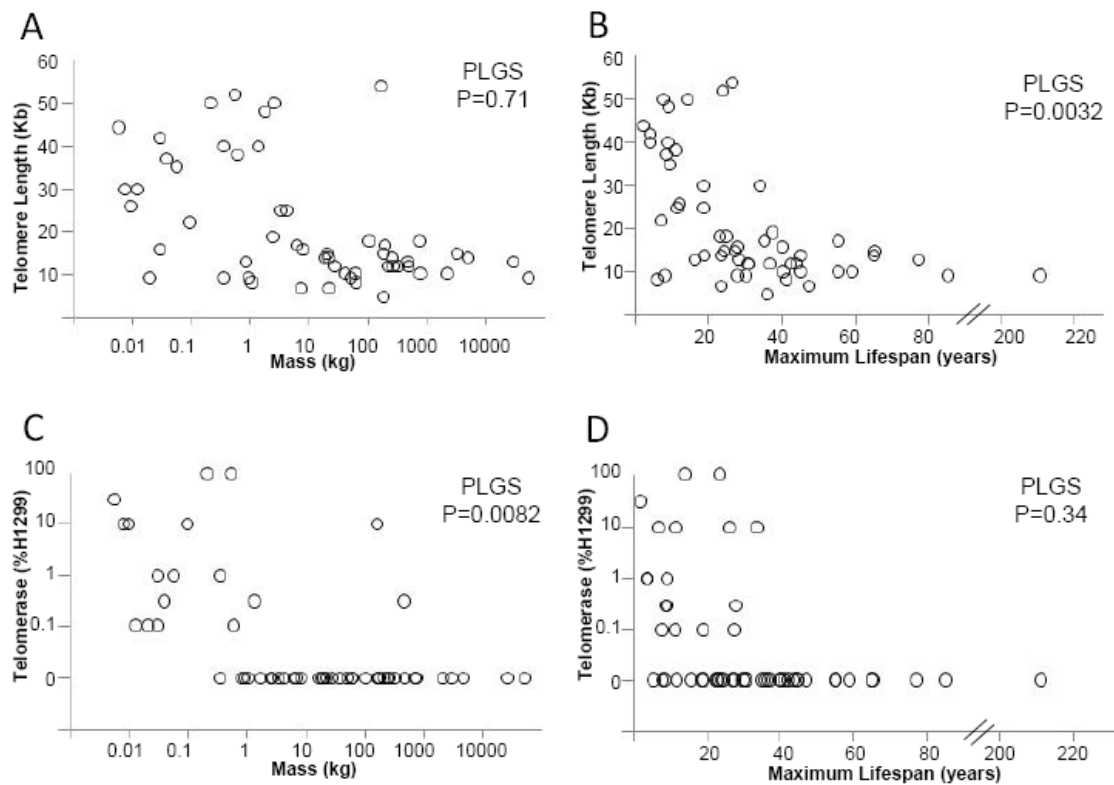 A
PLGS
P=0.71
Telomere Length (Kb)
60
50
40
30
20
10
0.01 0.1 1 10 100 1000 10000
Mass (kg)
B
PLGS
P=0.0032
Telomere Length (Kb)
60
50
40
30
20
10
0
20 40 60 80 200 220
Maximum Lifespan (years)
C
PLGS
P=0.0082
Telomerase (%H1299)
100
10
1
0.1
0
0.01 0.1 1 10 100 1000 10000
Mass (kg)
D
PLGS
P=0.34
Telomerase (%H1299)
100
10
1
0.1
0
20 40 60 80 200 220
Maximum Lifespan (years)